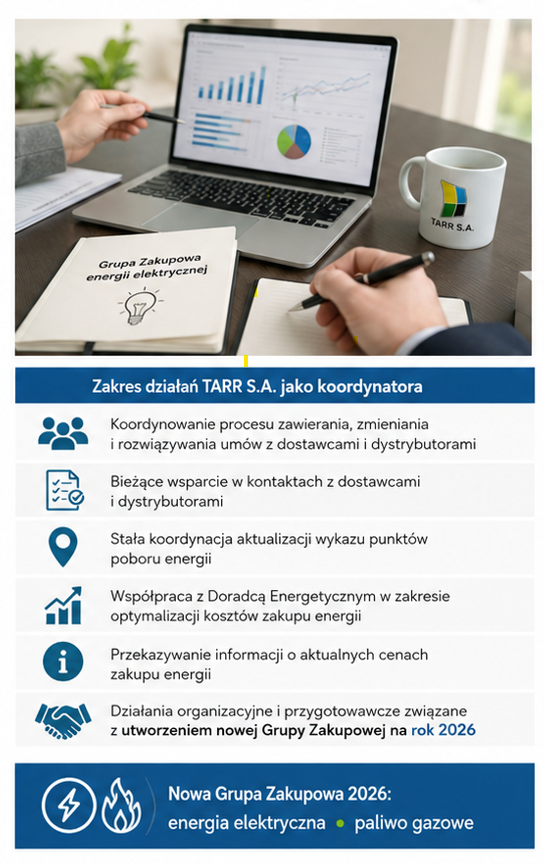 TARR S.A.
Grupa Zakupowa
energii elektrycznej
Zakres działań TARR S.A. jako koordynatora
Koordynowanie procesu zawierania, zmieniania
i rozwiązywania umów z dostawcami i dystrybutorami
Bieżące wsparcie w kontaktach z dostawcami
i dystrybutorami
Stała koordynacja aktualizacji wykazu punktów
poboru energii
Współpraca z Doradcą Energetycznym w zakresie
optymalizacji kosztów zakupu energii
Przekazywanie informacji o aktualnych cenach
zakupu energii
Działania organizacyjne i przygotowawcze związane
z utworzeniem nowej Grupy Zakupowej na rok 2026
Nowa Grupa Zakupowa 2026:
energia elektryczna • paliwo gazowe